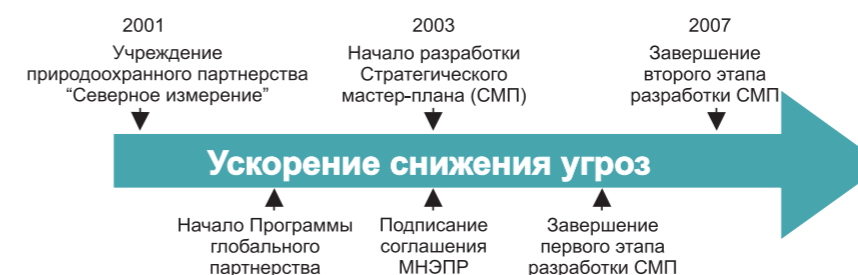 2001
Учреждение
природоохранного партнерства
“Северное измерение”
2003
Начало разработки
Стратегического
мастер-плана (СМП)
2007
Завершение
второго этапа
разработки СМП
Ускорение снижения угроз
Начало Программы
глобального
партнерства
Подписание
соглашения
МНЭПР
Завершение
первого этапа
разработки СМП